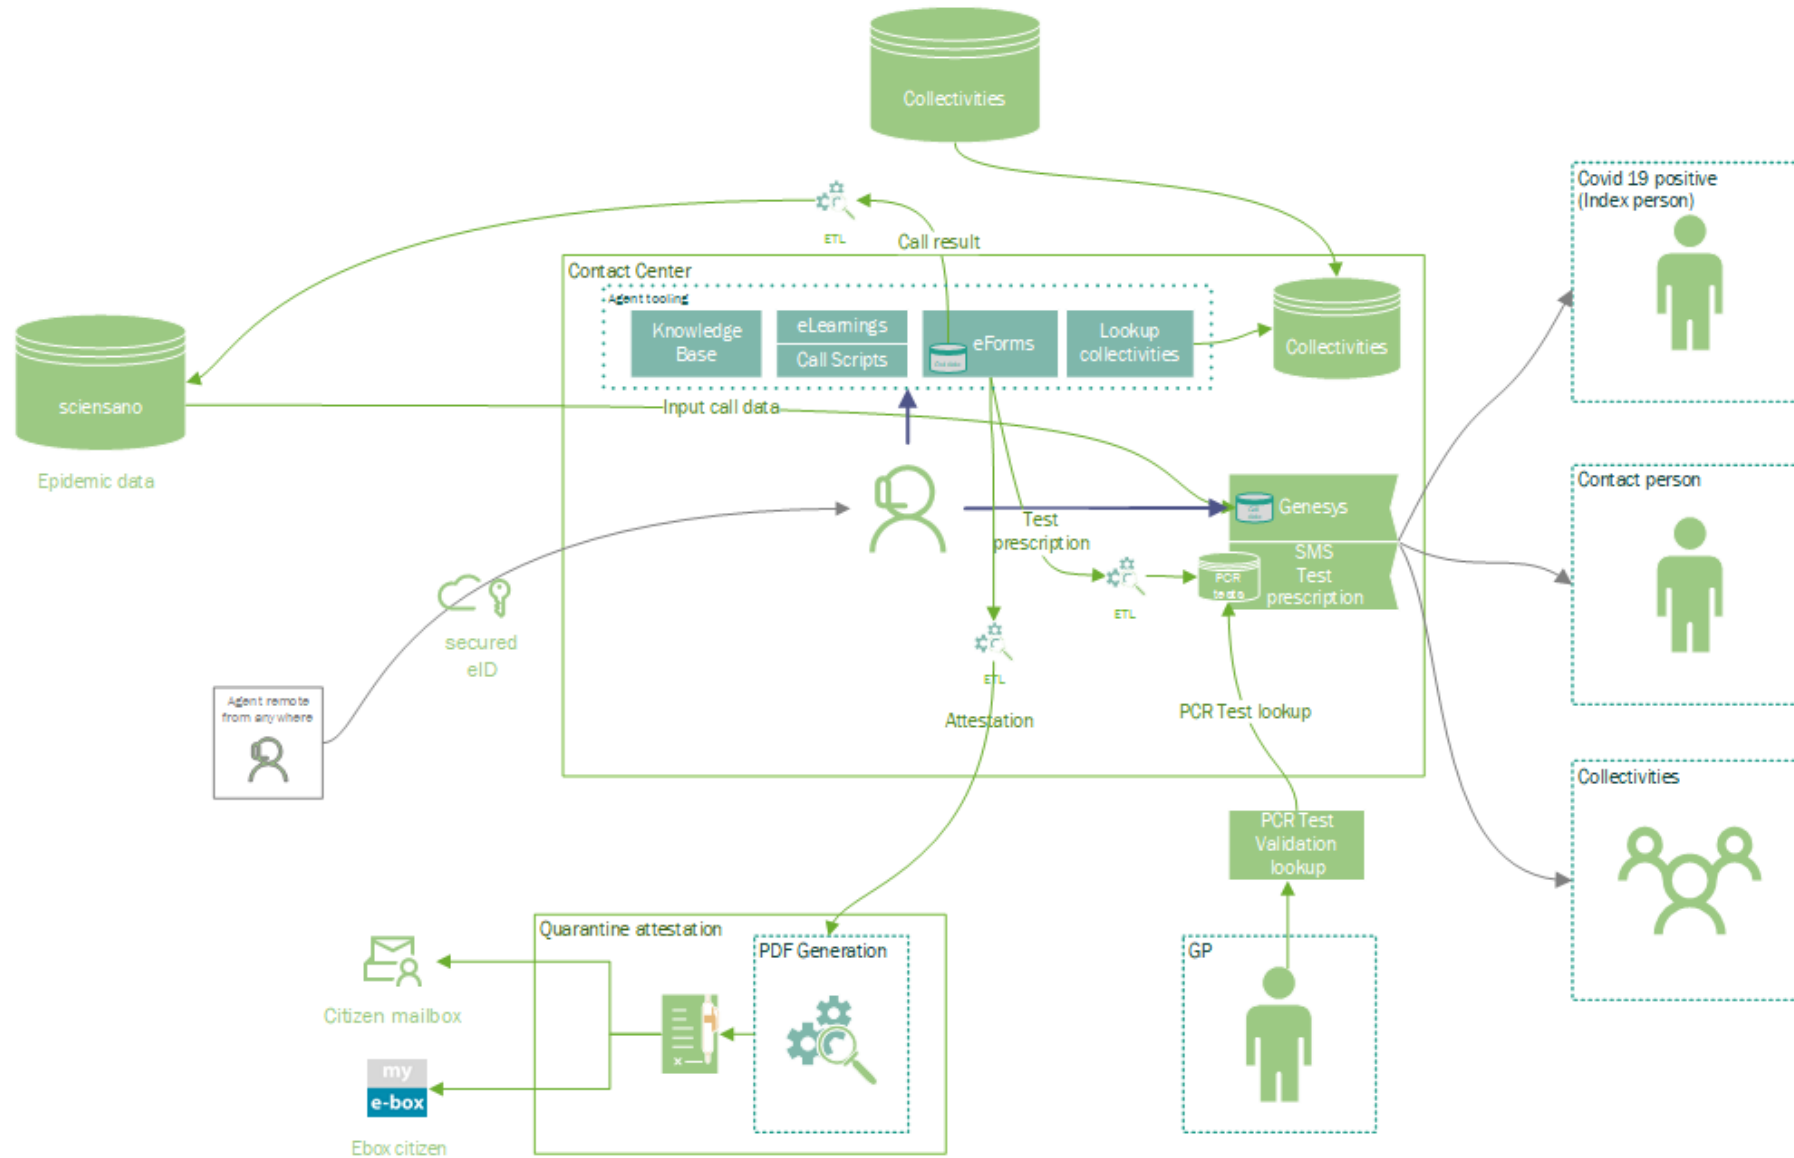 Collectivities
Covid 19 positive
(Index person)
ETL
Call result
Contact Center
Agent tooling
Knowledge
Base
eLearnings
Call Scripts
eForms
Lookup
collectivities
Collectivities
sciensano
Input call data
Epidemic data
Contact person
Genesys
Test
prescription
SMS
Test
prescription
PCR
tests
ETL
secured
eID
ETL
Agent remote
from anywhere
Attestation
PCR Test lookup
Collectivities
PCR Test
Validation
lookup
Quarantine attestation
PDF Generation
GP
Citizen mailbox
my
e-box
Ebox citizen